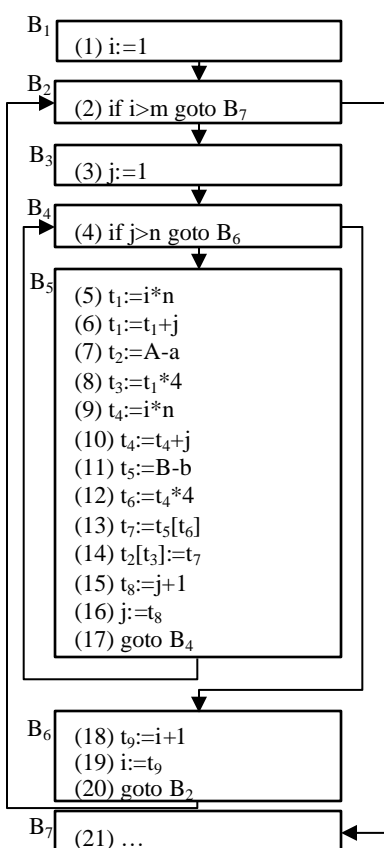 B₁
(1) i:=1
B₂
(2) if i>m goto B₇
B₃
(3) j:=1
B₄
(4) if j>n goto B₆
B₅
(5) t₁:=i*n
(6) t₁:=t₁+j
(7) t₂:=A-a
(8) t₃:=t₁*4
(9) t₄:=i*n
(10) t₄:=t₄+j
(11) t₅:=B-b
(12) t₆:=t₄*4
(13) t₇:=t₅[t₆]
(14) t₂[t₃]:=t₇
(15) t₈:=j+1
(16) j:=t₈
(17) goto B₄
B₆
(18) t₉:=i+1
(19) i:=t₉
(20) goto B₂
B₇
(21) …